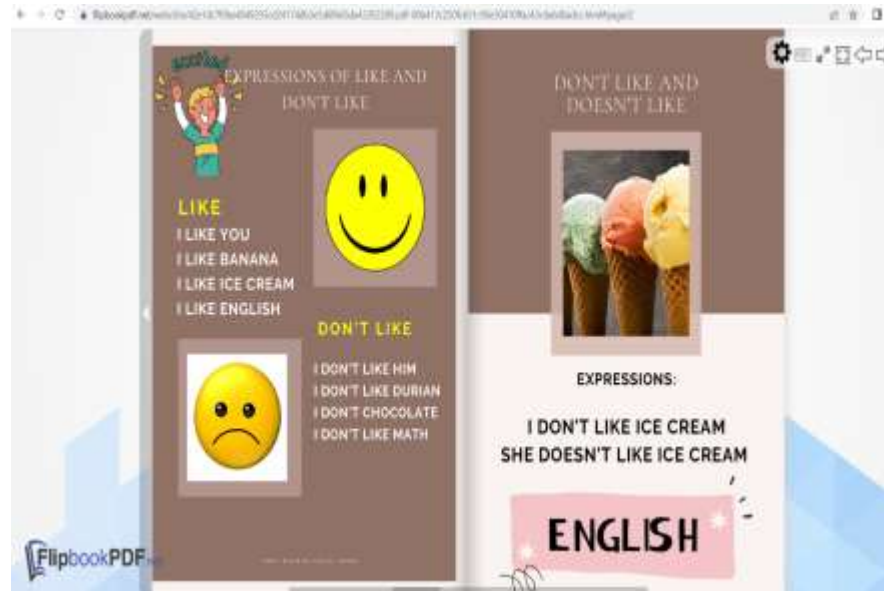 EXPRESSIONS OF LIKE AND
DON'T LIKE
LIKE
I LIKE YOU
I LIKE BANANA
I LIKE ICE CREAM
I LIKE ENGLISH
DON'T LIKE
I DON'T LIKE HIM
I DON'T LIKE DURIAN
I DON'T CHOCOLATE
I DON'T LIKE MATH
DON'T LIKE AND
DOESN'T LIKE
EXPRESSIONS:
I DON'T LIKE ICE CREAM
SHE DOESN'T LIKE ICE CREAM
ENGLISH
FlipbookPDF